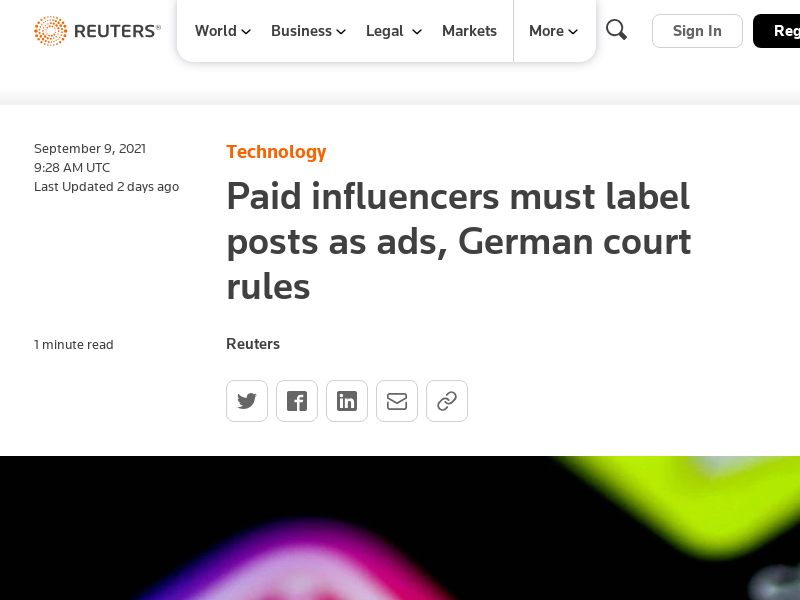 REUTERS®
World
Business
Legal
Markets
More
Sign In
Reg
September 9, 2021
9:28 AM UTC
Last Updated 2 days ago
Technology
Paid influencers must label
posts as ads, German court
rules
1 minute read
Reuters